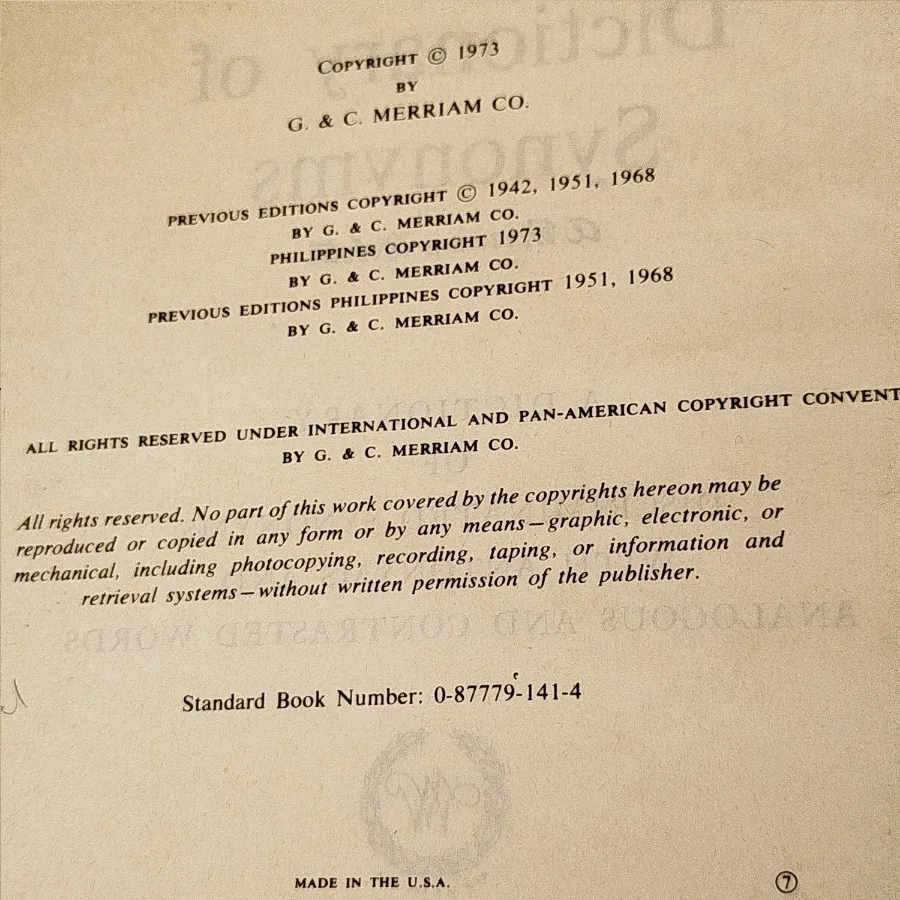 COPYRIGHT © 1973
BY
G. & C. MERRIAM CO.
PREVIOUS EDITIONS COPYRIGHT © 1942, 1951, 1968
BY G. & C. MERRIAM CO.
PHILIPPINES COPYRIGHT 1973
BY G. & C. MERRIAM CO.
PREVIOUS EDITIONS PHILIPPINES COPYRIGHT 1951, 1968
BY G. & C. MERRIAM CO.
ALL RIGHTS RESERVED UNDER INTERNATIONAL AND PAN-AMERICAN COPYRIGHT CONVENT
BY G. & C. MERRIAM CO.
All rights reserved. No part of this work covered by the copyrights hereon may be
reproduced or copied in any form or by any means—graphic, electronic, or
mechanical, including photocopying, recording, taping, or information and
retrieval systems—without written permission of the publisher.
Standard Book Number: 0-87779-141-4
MADE IN THE U.S.A.
⑦